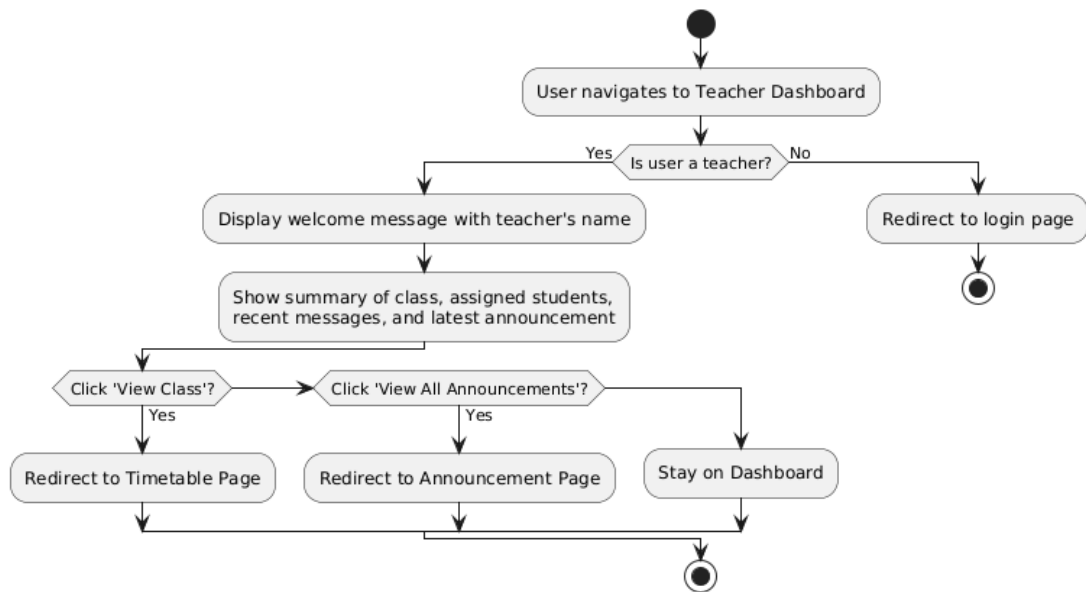 User navigates to Teacher Dashboard
Yes
Is user a teacher?
No
Display welcome message with teacher's name
Redirect to login page
Show summary of class, assigned students,
recent messages, and latest announcement
Click 'View Class'?
Click 'View All Announcements'?
Yes
Yes
Redirect to Timetable Page
Redirect to Announcement Page
Stay on Dashboard